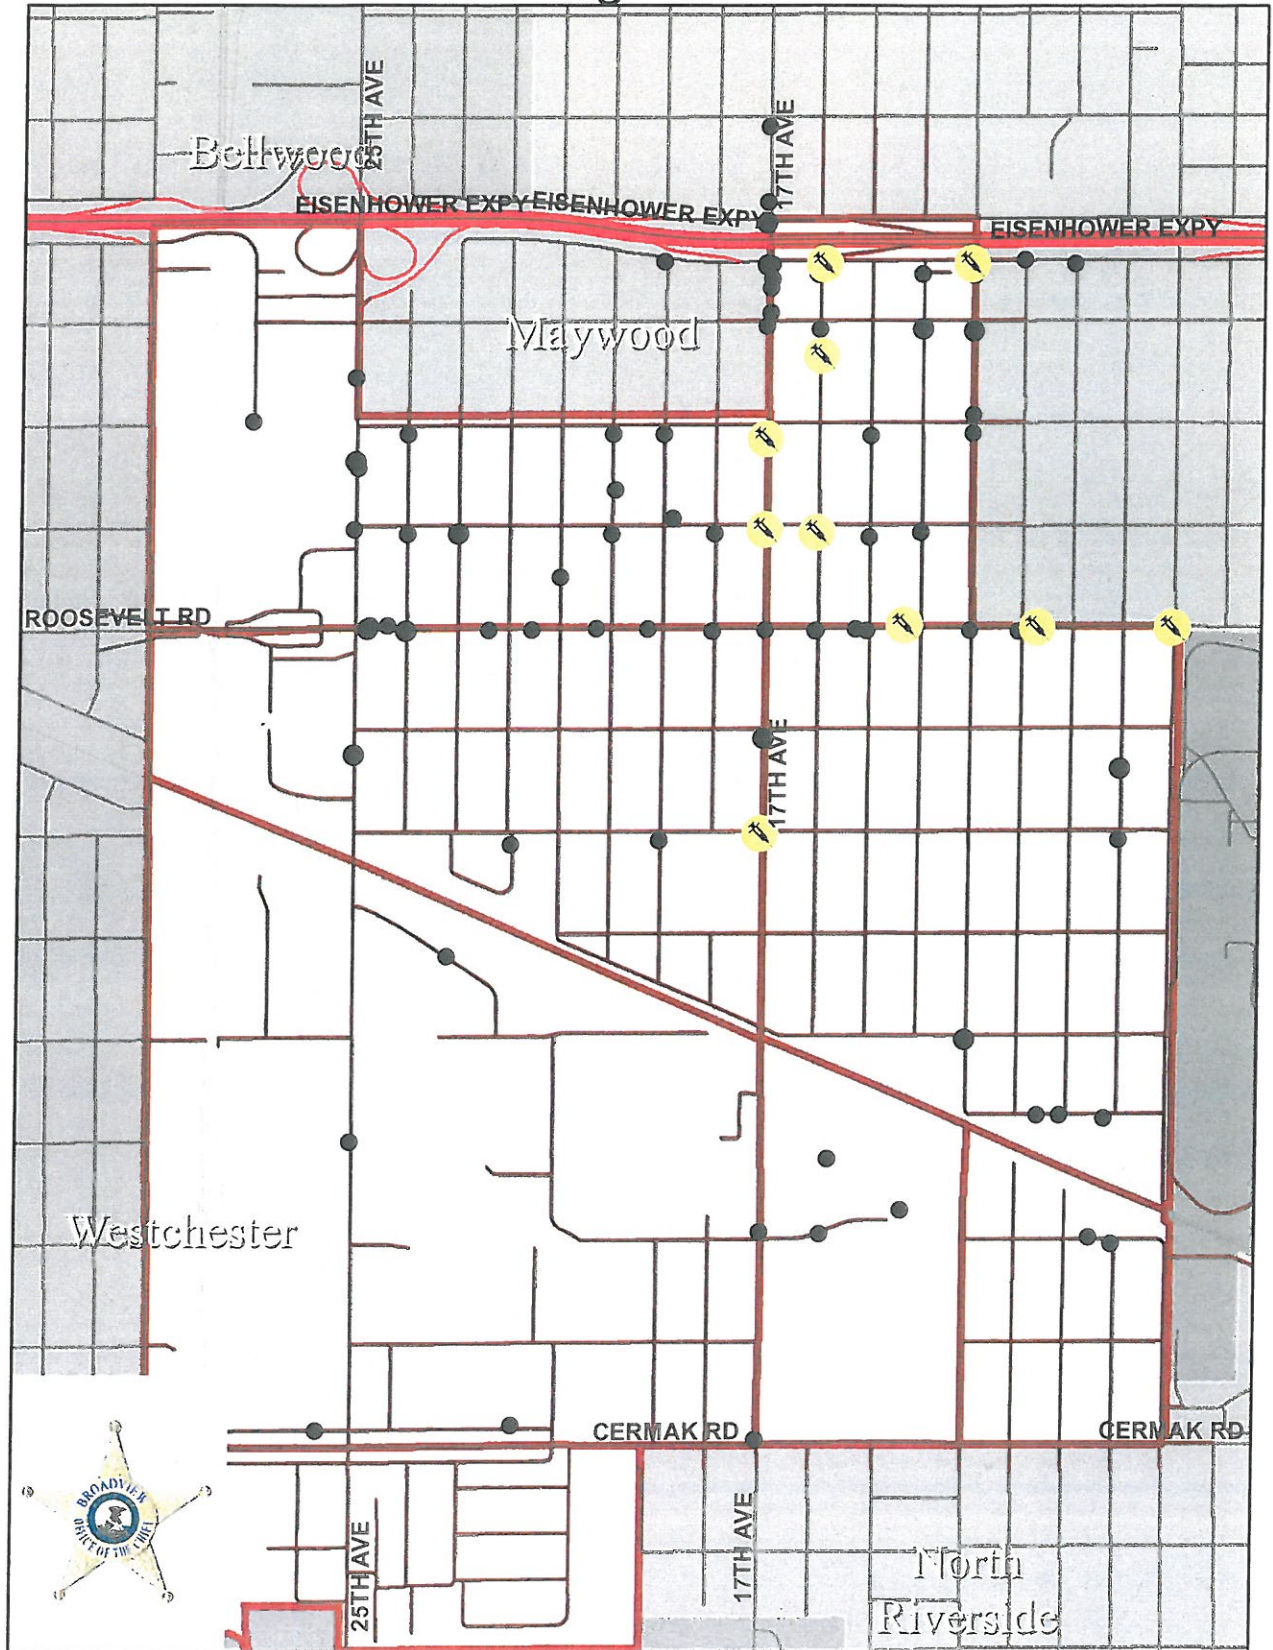 25TH AVE
17TH AVE
Bellwood
EISENHOWER EXPY
EISENHOWER EXPY
EISENHOWER EXPY
Maywood
ROOSEVELT RD
17TH AVE
Westchester
CERMAK RD
CERMAK RD
BROADVIEW
OFFICE OF THE CHIEF
25TH AVE
17TH AVE
North
Riverside